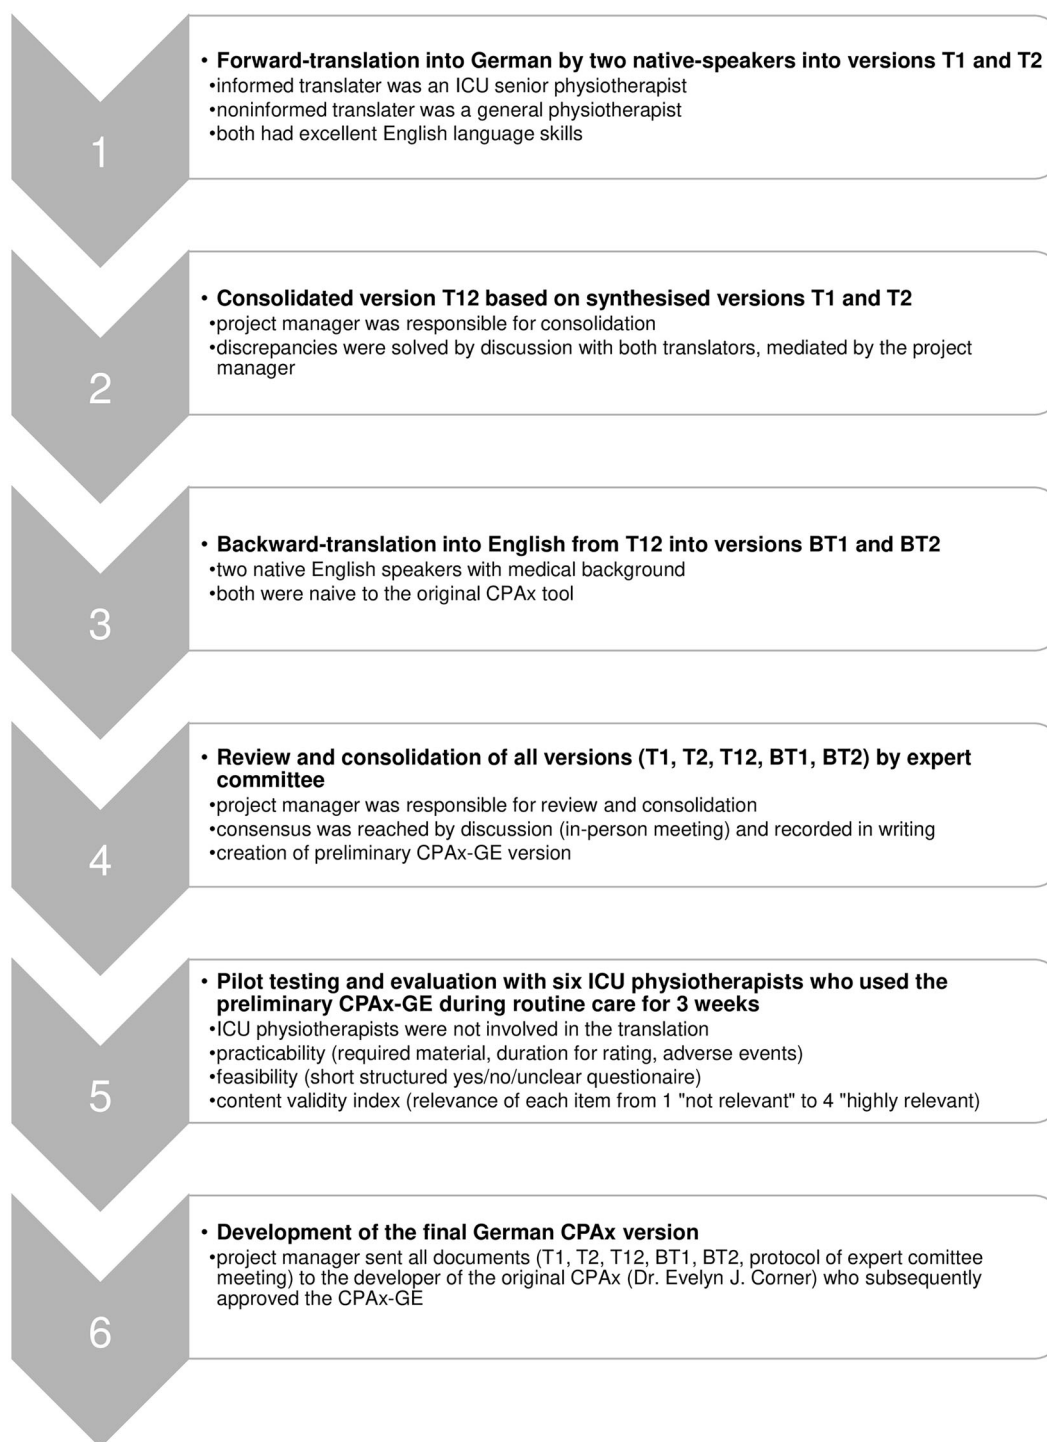 1
• Forward-translation into German by two native-speakers into versions T1 and T2
•informed translater was an ICU senior physiotherapist
•noninformed translater was a general physiotherapist
•both had excellent English language skills
2
• Consolidated version T12 based on synthesised versions T1 and T2
•project manager was responsible for consolidation
•discrepancies were solved by discussion with both translators, mediated by the project
manager
3
• Backward-translation into English from T12 into versions BT1 and BT2
•two native English speakers with medical background
•both were naive to the original CPAx tool
4
• Review and consolidation of all versions (T1, T2, T12, BT1, BT2) by expert
committee
•project manager was responsible for review and consolidation
•consensus was reached by discussion (in-person meeting) and recorded in writing
•creation of preliminary CPAx-GE version
5
• Pilot testing and evaluation with six ICU physiotherapists who used the
preliminary CPAx-GE during routine care for 3 weeks
•ICU physiotherapists were not involved in the translation
•practicability (required material, duration for rating, adverse events)
•feasibility (short structured yes/no/unclear questionaire)
•content validity index (relevance of each item from 1 "not relevant" to 4 "highly relevant)
6
• Development of the final German CPAx version
•project manager sent all documents (T1, T2, T12, BT1, BT2, protocol of expert comittee
meeting) to the developer of the original CPAx (Dr. Evelyn J. Corner) who subsequently
approved the CPAx-GE